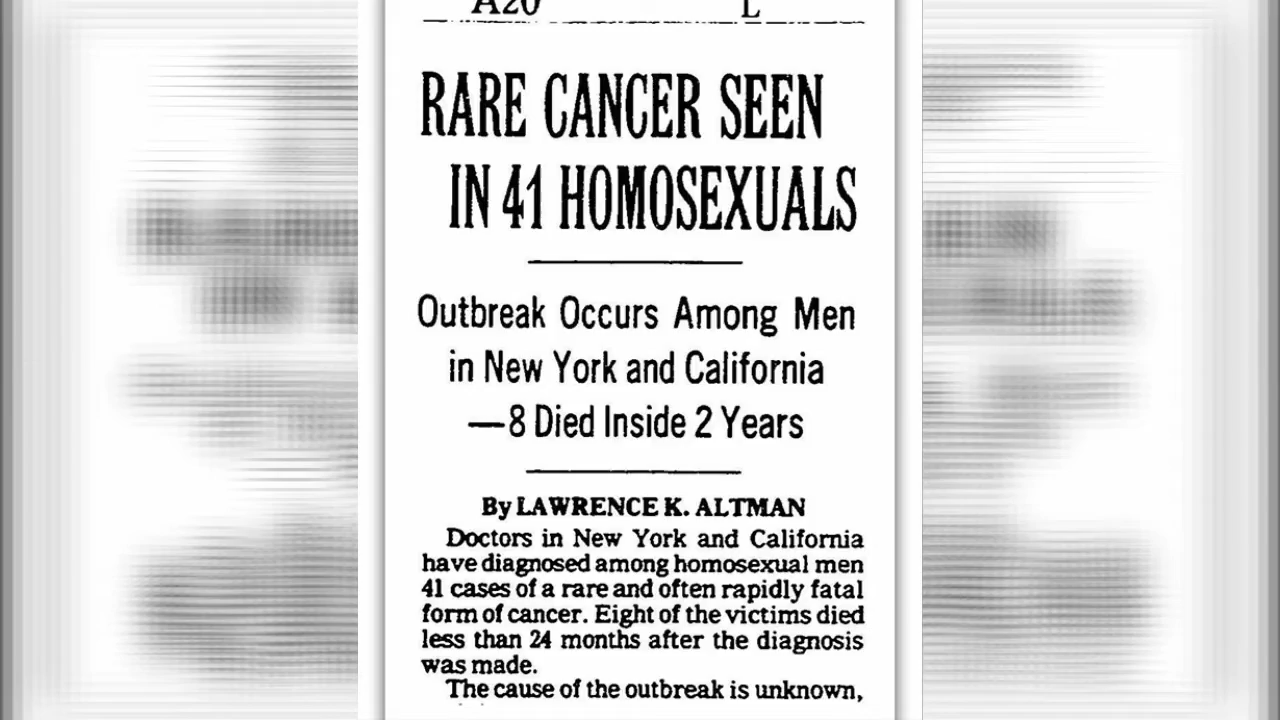 A20 L
RARE CANCER SEEN
IN 41 HOMOSEXUALS
Outbreak Occurs Among Men
in New York and California
—8 Died Inside 2 Years
By LAWRENCE K. ALTMAN
Doctors in New York and California
have diagnosed among homosexual men
41 cases of a rare and often rapidly fatal
form of cancer. Eight of the victims died
less than 24 months after the diagnosis
was made.
The cause of the outbreak is unknown,